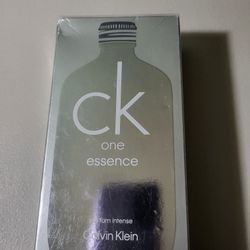 ck
one
essence
parfum intense
Calvin Klein